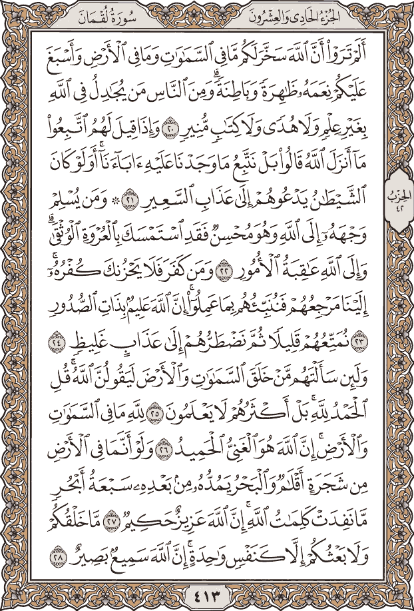 سُورَةُ لُقْمَانَ الجُزْءُ الحَادِي وَالعِشْرُونَ
أَلَمْ تَرَوْا۟ أَنَّ ٱللَّهَ سَخَّرَ لَكُم مَّا فِى ٱلسَّمَٰوَٰتِ وَمَا فِى ٱلْأَرْضِ وَأَسْبَغَ
عَلَيْكُمْ نِعَمَهُۥ ظَٰهِرَةً وَبَاطِنَةً ۗ وَمِنَ ٱلنَّاسِ مَن يُجَٰدِلُ فِى ٱللَّهِ
بِغَيْرِ عِلْمٍ وَلَا هُدًى وَلَا كِتَٰبٍ مُّنِيرٍ ٢٠ وَإِذَا قِيلَ لَهُمُ ٱتَّبِعُوا۟
مَآ أَنزَلَ ٱللَّهُ قَالُوا۟ بَلْ نَتَّبِعُ مَا وَجَدْنَا عَلَيْهِ ءَابَآءَنَآ ۚ أَوَلَوْ كَانَ
ٱلشَّيْطَٰنُ يَدْعُوهُمْ إِلَىٰ عَذَابِ ٱلسَّعِيرِ ٢١ ۞ وَمَن يُسْلِمْ
وَجْهَهُۥٓ إِلَى ٱللَّهِ وَهُوَ مُحْسِنٌ فَقَدِ ٱسْتَمْسَكَ بِٱلْعُرْوَةِ ٱلْوُثْقَىٰ ۗ
وَإِلَى ٱللَّهِ عَٰقِبَةُ ٱلْأُمُورِ ٢٢ وَمَن كَفَرَ فَلَا يَحْزُنكَ كُفْرُهُۥٓ ۚ
إِلَيْنَا مَرْجِعُهُمْ فَنُنَبِّئُهُم بِمَا عَمِلُوٓا۟ ۚ إِنَّ ٱللَّهَ عَلِيمٌۢ بِذَاتِ ٱلصُّدُورِ
٢٣ نُمَتِّعُهُمْ قَلِيلًا ثُمَّ نَضْطَرُّهُمْ إِلَىٰ عَذَابٍ غَلِيظٍ ٢٤
وَلَئِن سَأَلْتَهُم مَّنْ خَلَقَ ٱلسَّمَٰوَٰتِ وَٱلْأَرْضَ لَيَقُولُنَّ ٱللَّهُ ۚ قُلِ
ٱلْحَمْدُ لِلَّهِ ۚ بَلْ أَكْثَرُهُمْ لَا يَعْلَمُونَ ٢٥ لِلَّهِ مَا فِى ٱلسَّمَٰوَٰتِ
وَٱلْأَرْضِ ۚ إِنَّ ٱللَّهَ هُوَ ٱلْغَنِىُّ ٱلْحَمِيدُ ٢٦ وَلَوْ أَنَّمَا فِى ٱلْأَرْضِ
مِن شَجَرَةٍ أَقْلَٰمٌ وَٱلْبَحْرُ يَمُدُّهُۥ مِنۢ بَعْدِهِۦ سَبْعَةُ أَبْحُرٍ
مَّا نَفِدَتْ كَلِمَٰتُ ٱللَّهِ ۗ إِنَّ ٱللَّهَ عَزِيزٌ حَكِيمٌ ٢٧ مَّا خَلْقُكُمْ
وَلَا بَعْثُكُمْ إِلَّا كَنَفْسٍ وَٰحِدَةٍ ۗ إِنَّ ٱللَّهَ سَمِيعٌۢ بَصِيرٌ ٢٨
الحِزْبُ
٤٢
٤١٣